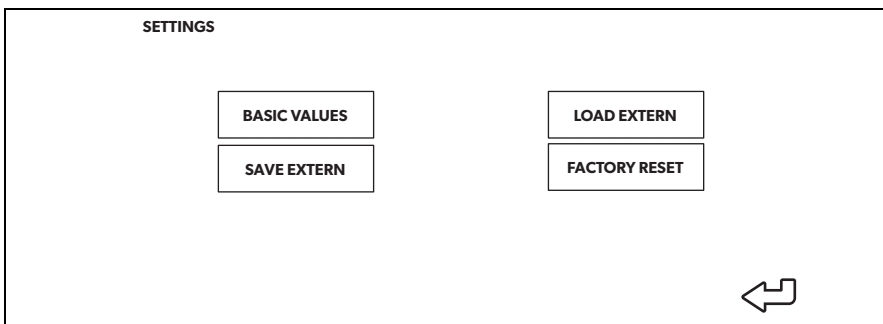 SETTINGS
BASIC VALUES
LOAD EXTERN
SAVE EXTERN
FACTORY RESET